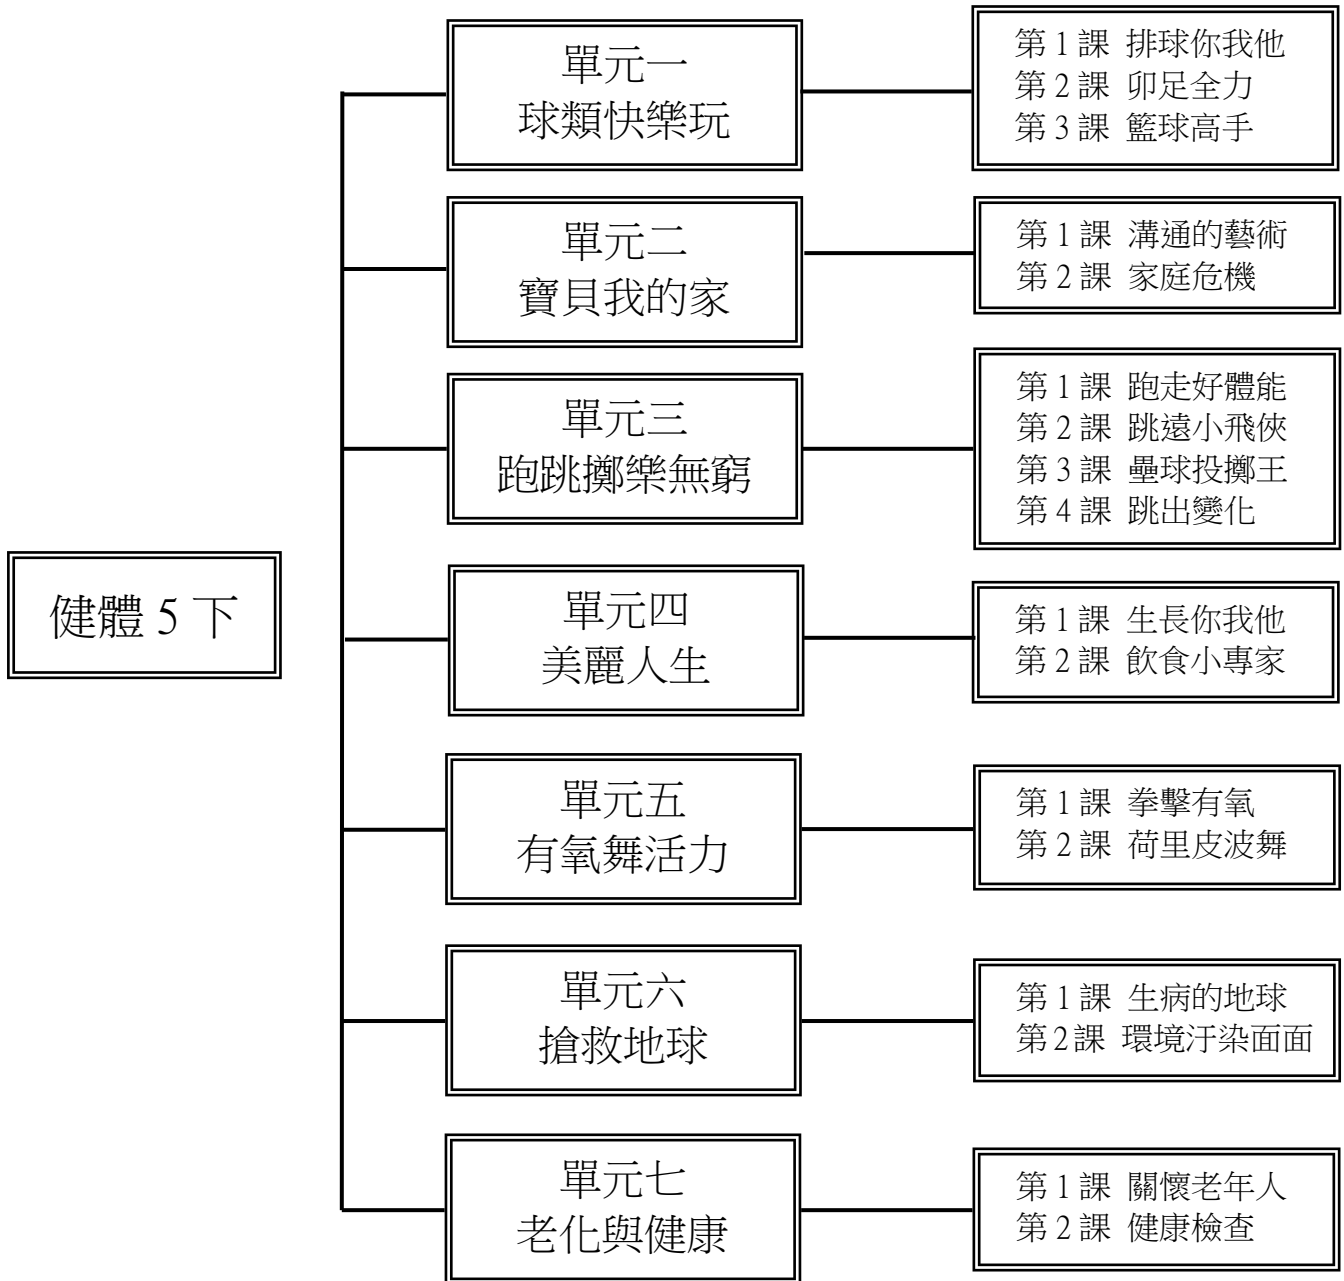 單元一
球類快樂玩
第 1 課 排球你我他
第 2 課 卯足全力
第 3 課 籃球高手
單元二
寶貝我的家
第 1 課 溝通的藝術
第 2 課 家庭危機
單元三
跑跳擲樂無窮
第 1 課 跑走好體能
第 2 課 跳遠小飛俠
第 3 課 壘球投擲王
第 4 課 跳出變化
健體 5 下
單元四
美麗人生
第 1 課 生長你我他
第 2 課 飲食小專家
單元五
有氧舞活力
第 1 課 拳擊有氧
第 2 課 荷里皮波舞
單元六
搶救地球
第 1 課 生病的地球
第 2 課 環境汙染面面
單元七
老化與健康
第 1 課 關懷老年人
第 2 課 健康檢查